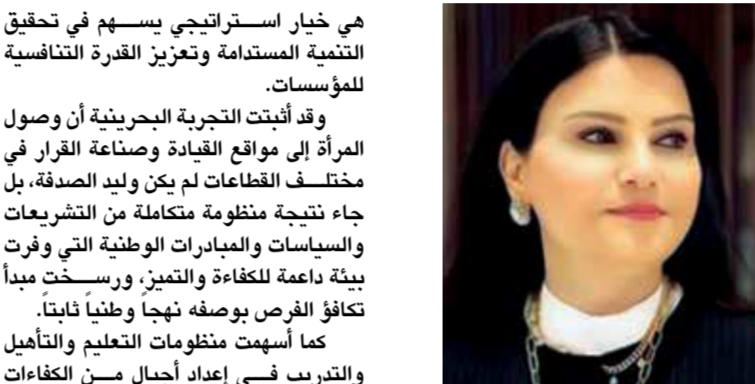 هي خيار استراتيجي يسهم في تحقيق
التنمية المستدامة وتعزيز القدرة التنافسية
للمؤسسات.
وقد أثبتت التجربة البحرينية أن وصول
المرأة إلى مواقع القيادة وصناعة القرار في
مختلف القطاعات لم يكن وليد الصدفة، بل
جاء نتيجة منظومة متكاملة من التشريعات
والسياسات والمبادرات الوطنية التي وفرت
بيئة داعمة للكفاءة والتميز، ورسخت مبدأ
تكافؤ الفرص بوصفه نهجاً وطنياً ثابتاً.
كما أسهمت منظومات التعليم والتأهيل
والتدريب في إعداد أجيال من الكفاءات